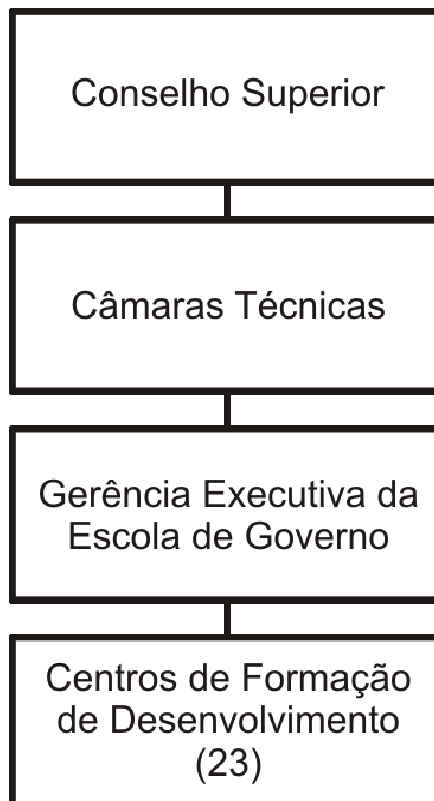 Conselho Superior
Câmaras Técnicas
Gerência Executiva da
Escola de Governo
Centros de Formação
de Desenvolvimento
(23)